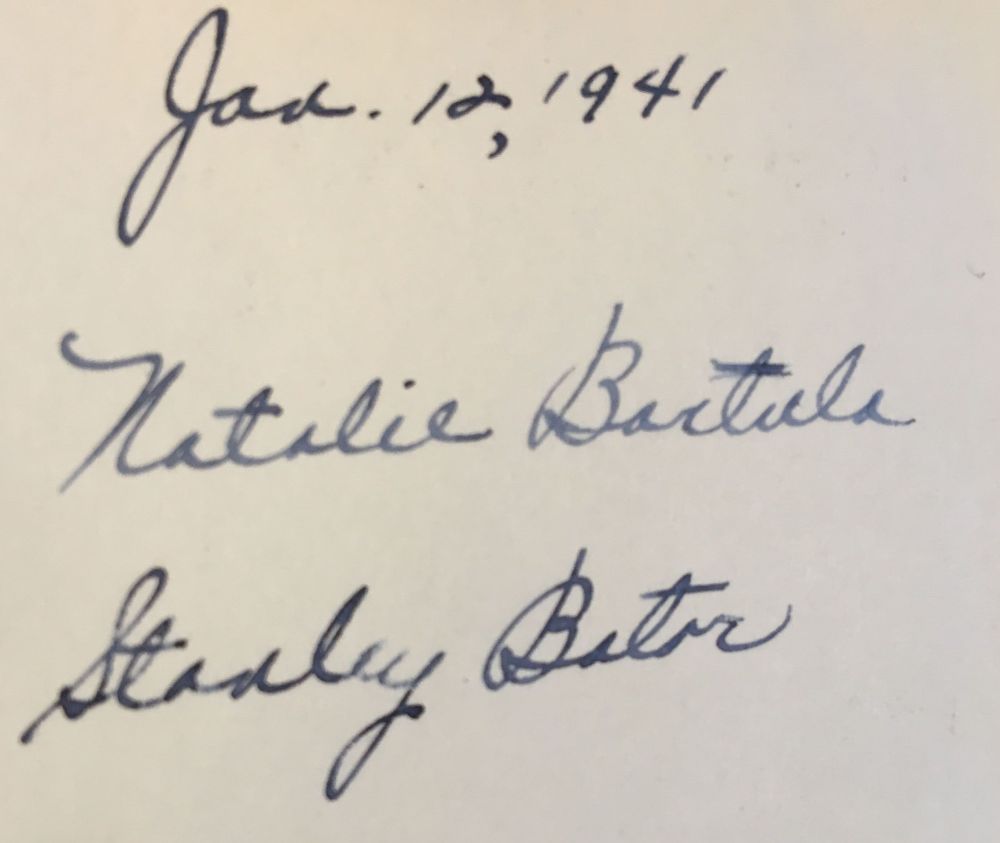 Jan. 12, 1941
Natalie Bartula
Stanley Bator